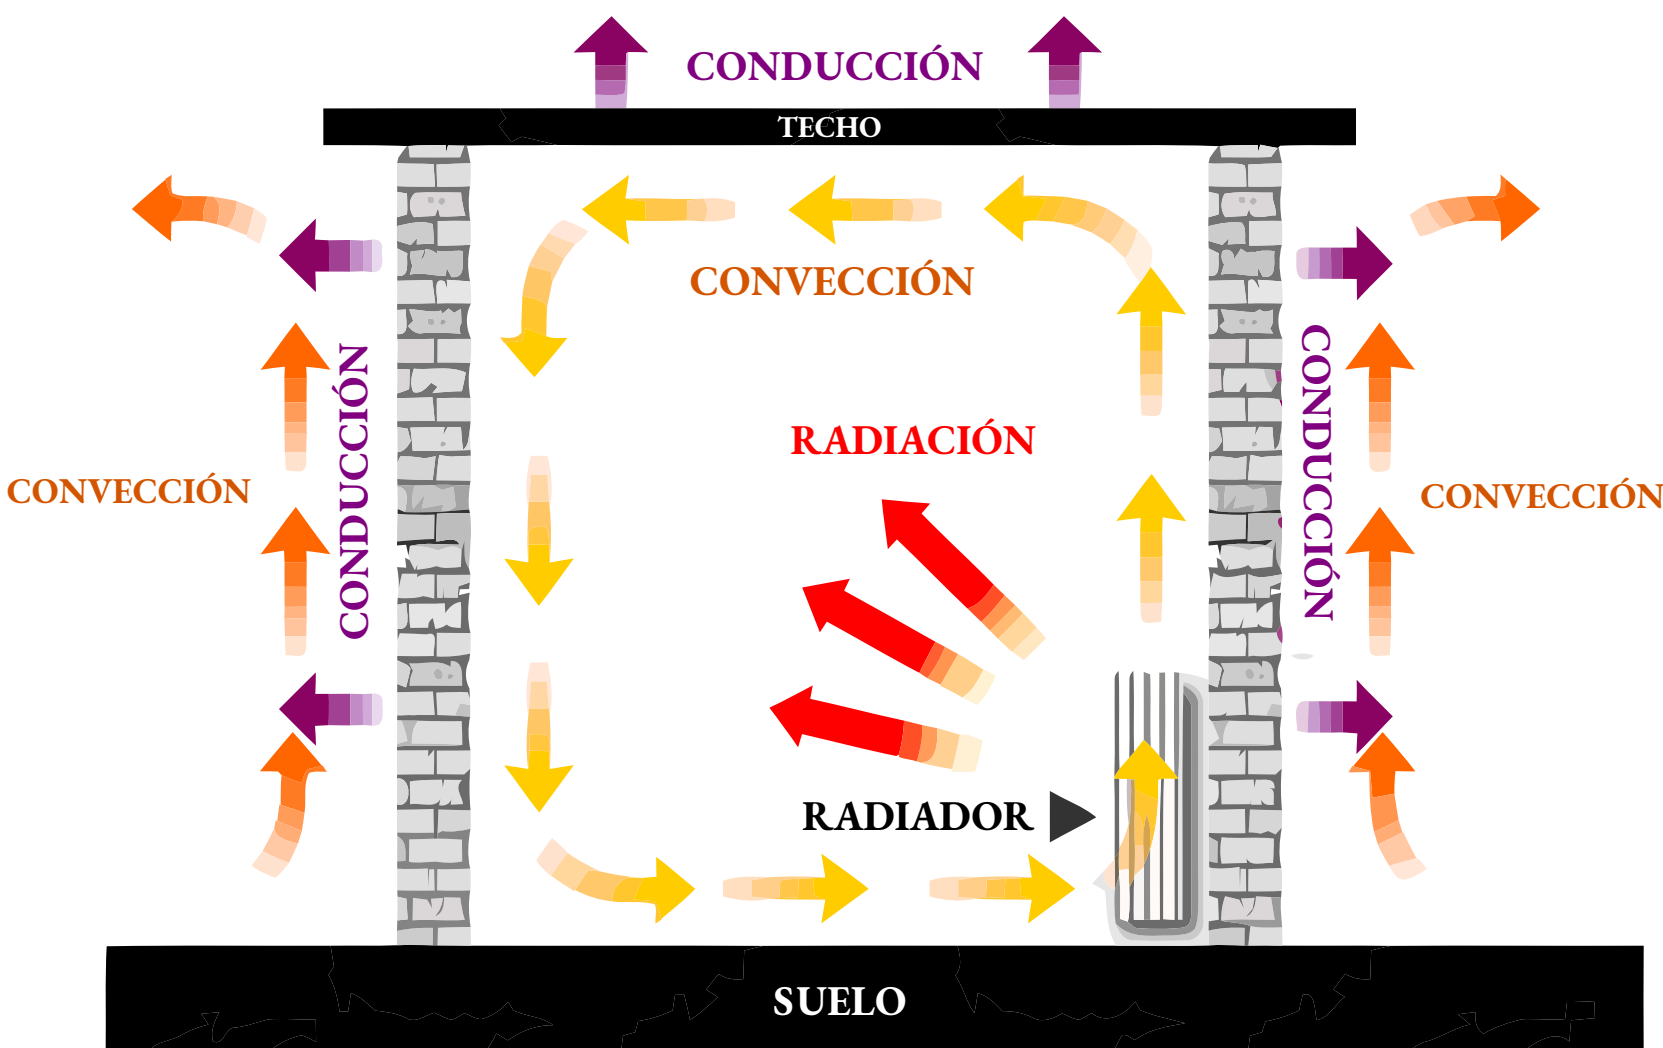 CONDUCCIÓN
TECHO
CONVECCIÓN
CONDUCCIÓN
CONDUCCIÓN
RADIACIÓN
CONVECCIÓN
CONVECCIÓN
RADIADOR
SUELO